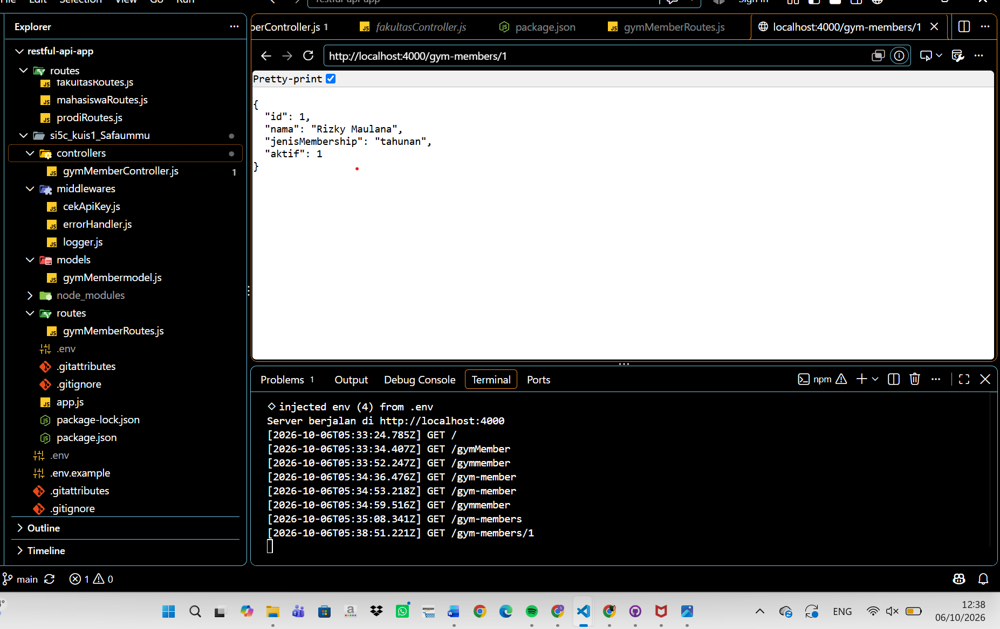 Explorer
restful-api-app
routes
fakultasRoutes.js
mahasiswaRoutes.js
prodiRoutes.js
si5c_kuis1_Safaummu
controllers
gymMemberController.js 1
middlewares
cekApiKey.js
errorHandler.js
logger.js
models
gymMembermodel.js
node_modules
routes
gymMemberRoutes.js
.env
.gitattributes
.gitignore
app.js
package-lock.json
package.json
.env
.env.example
.gitattributes
.gitignore
Outline
Timeline
berController.js 1 fakultasController.js package.json gymMemberRoutes.js localhost:4000/gym-members/1
http://localhost:4000/gym-members/1
Pretty-print
{
"id": 1,
"nama": "Rizky Maulana",
"jenisMembership": "tahunan",
"aktif": 1
}
Problems 1 Output Debug Console Terminal Ports npm
injected env (4) from .env
Server berjalan di http://localhost:4000
[2026-10-06T05:33:24.785Z] GET /
[2026-10-06T05:33:34.407Z] GET /gymMember
[2026-10-06T05:33:52.247Z] GET /gymmember
[2026-10-06T05:34:36.476Z] GET /gym-member
[2026-10-06T05:34:53.218Z] GET /gym-member
[2026-10-06T05:34:59.516Z] GET /gymmember
[2026-10-06T05:35:08.341Z] GET /gym-members
[2026-10-06T05:38:51.221Z] GET /gym-members/1
main 1 0
ENG
12:38
06/10/2026